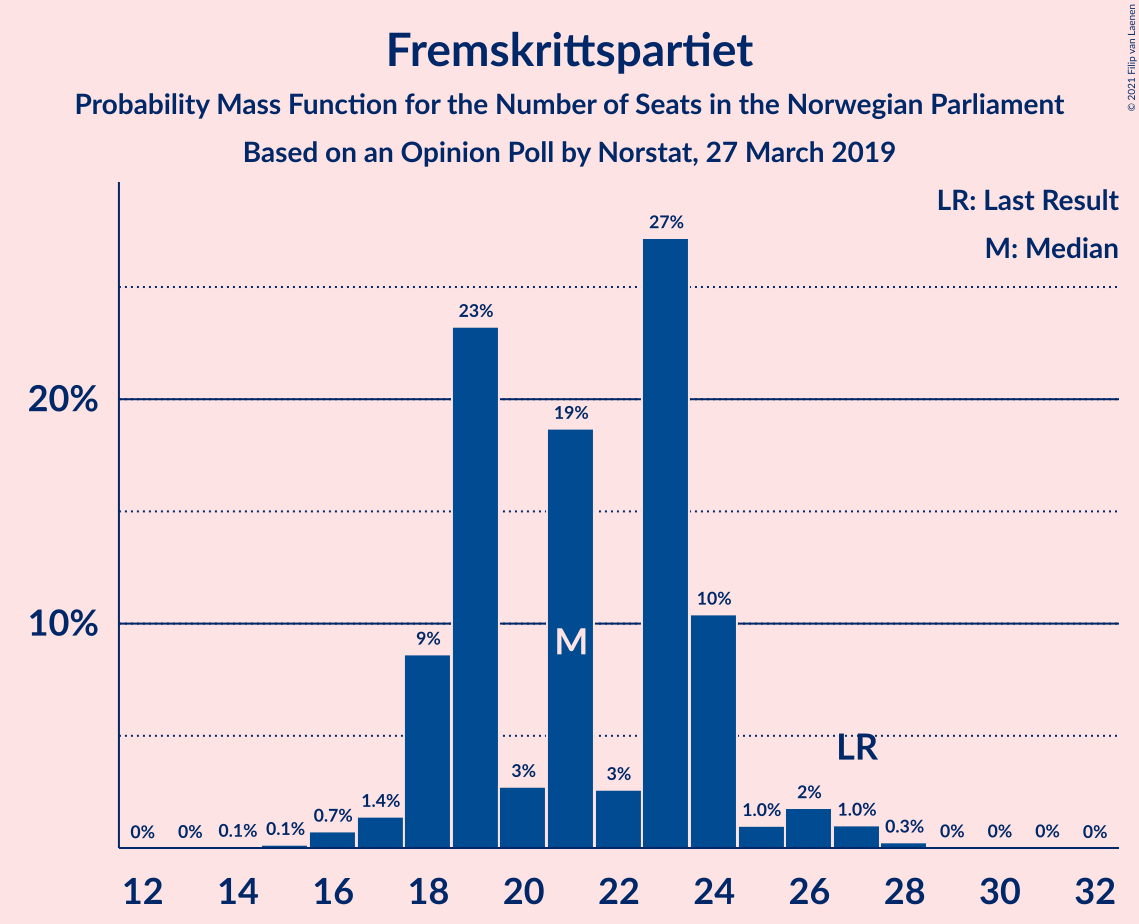 Fremskrittspartiet
Probability Mass Function for the Number of Seats in the Norwegian Parliament
Based on an Opinion Poll by Norstat, 27 March 2019
© 2021 Filip van Laenen
LR: Last Result
M: Median
20%
10%
0% 0% 0.1% 0.1% 0.7% 1.4% 9% 23% 3% 19% 3% 27% 10% 1.0% 2% 1.0% 0.3% 0% 0% 0% 0%
M
LR
12 14 16 18 20 22 24 26 28 30 32